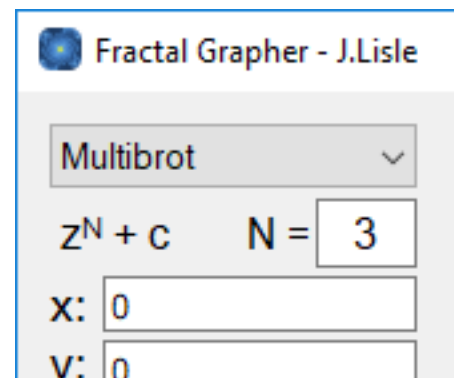 Fractal Grapher - J.Lisle
Multibrot
zᴺ + c N = 3
x: 0
y: 0